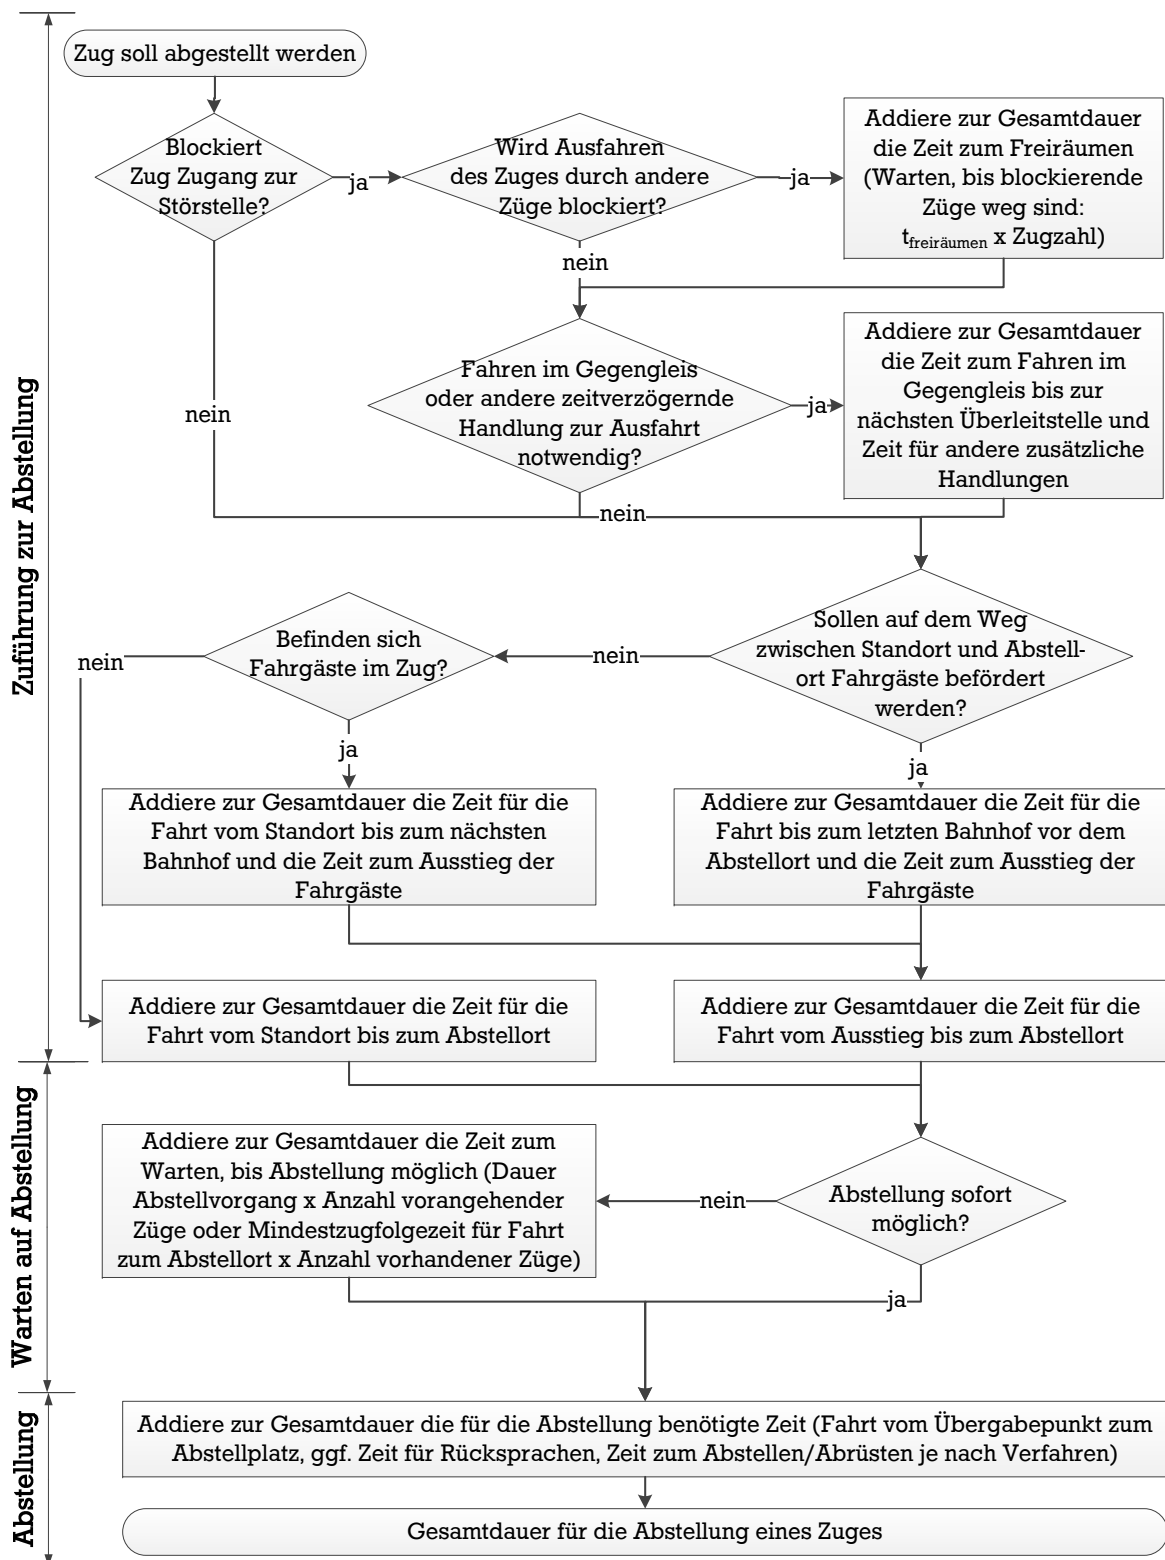 Zug soll abgestellt werden
Blockiert
Zug Zugang zur
Störstelle?
ja
Wird Ausfahren
des Zuges durch andere
Züge blockiert?
ja
Addiere zur Gesamtdauer
die Zeit zum Freiräumen
(Warten, bis blockierende
Züge weg sind:
tfreiräumen x Zugzahl)
nein
nein
Fahren im Gegengleis
oder andere zeitverzögernde
Handlung zur Ausfahrt
notwendig?
ja
Addiere zur Gesamtdauer
die Zeit zum Fahren im
Gegengleis bis zur
nächsten Überleitstelle und
Zeit für andere zusätzliche
Handlungen
nein
Zuführung zur Abstellung
Sollen auf dem Weg
zwischen Standort und Abstell-
ort Fahrgäste befördert
werden?
nein
Befinden sich
Fahrgäste im Zug?
nein
ja
ja
Addiere zur Gesamtdauer die Zeit für die
Fahrt vom Standort bis zum nächsten
Bahnhof und die Zeit zum Ausstieg der
Fahrgäste
Addiere zur Gesamtdauer die Zeit für die
Fahrt bis zum letzten Bahnhof vor dem
Abstellort und die Zeit zum Ausstieg der
Fahrgäste
Addiere zur Gesamtdauer die Zeit für die
Fahrt vom Standort bis zum Abstellort
Addiere zur Gesamtdauer die Zeit für die
Fahrt vom Ausstieg bis zum Abstellort
Warten auf Abstellung
Addiere zur Gesamtdauer die Zeit zum
Warten, bis Abstellung möglich (Dauer
Abstellvorgang x Anzahl vorangehender
Züge oder Mindestzugfolgezeit für Fahrt
zum Abstellort x Anzahl vorhandener Züge)
nein
Abstellung sofort
möglich?
ja
Abstellung
Addiere zur Gesamtdauer die für die Abstellung benötigte Zeit (Fahrt vom Übergabepunkt zum
Abstellplatz, ggf. Zeit für Rücksprachen, Zeit zum Abstellen/Abrüsten je nach Verfahren)
Gesamtdauer für die Abstellung eines Zuges